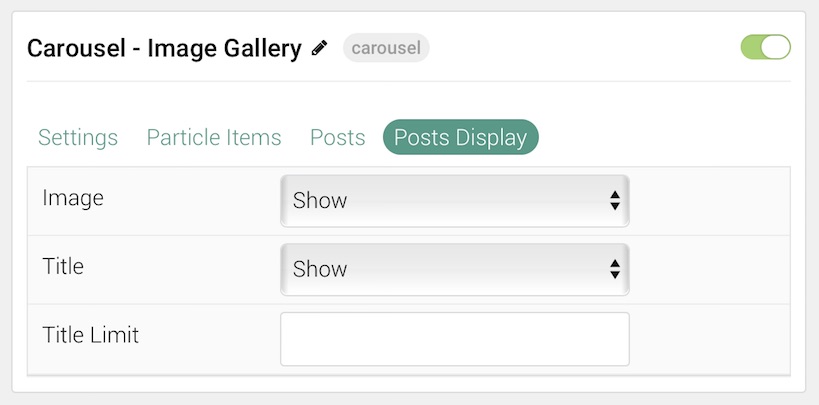 Carousel - Image Gallery carousel
Settings Particle Items Posts Posts Display
Image Show
Title Show
Title Limit